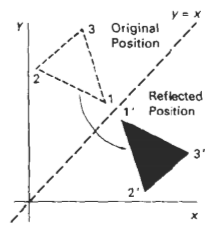 Y
3
Original
Position
y = x
2
1
Reflected
Position
1'
3'
2'
x